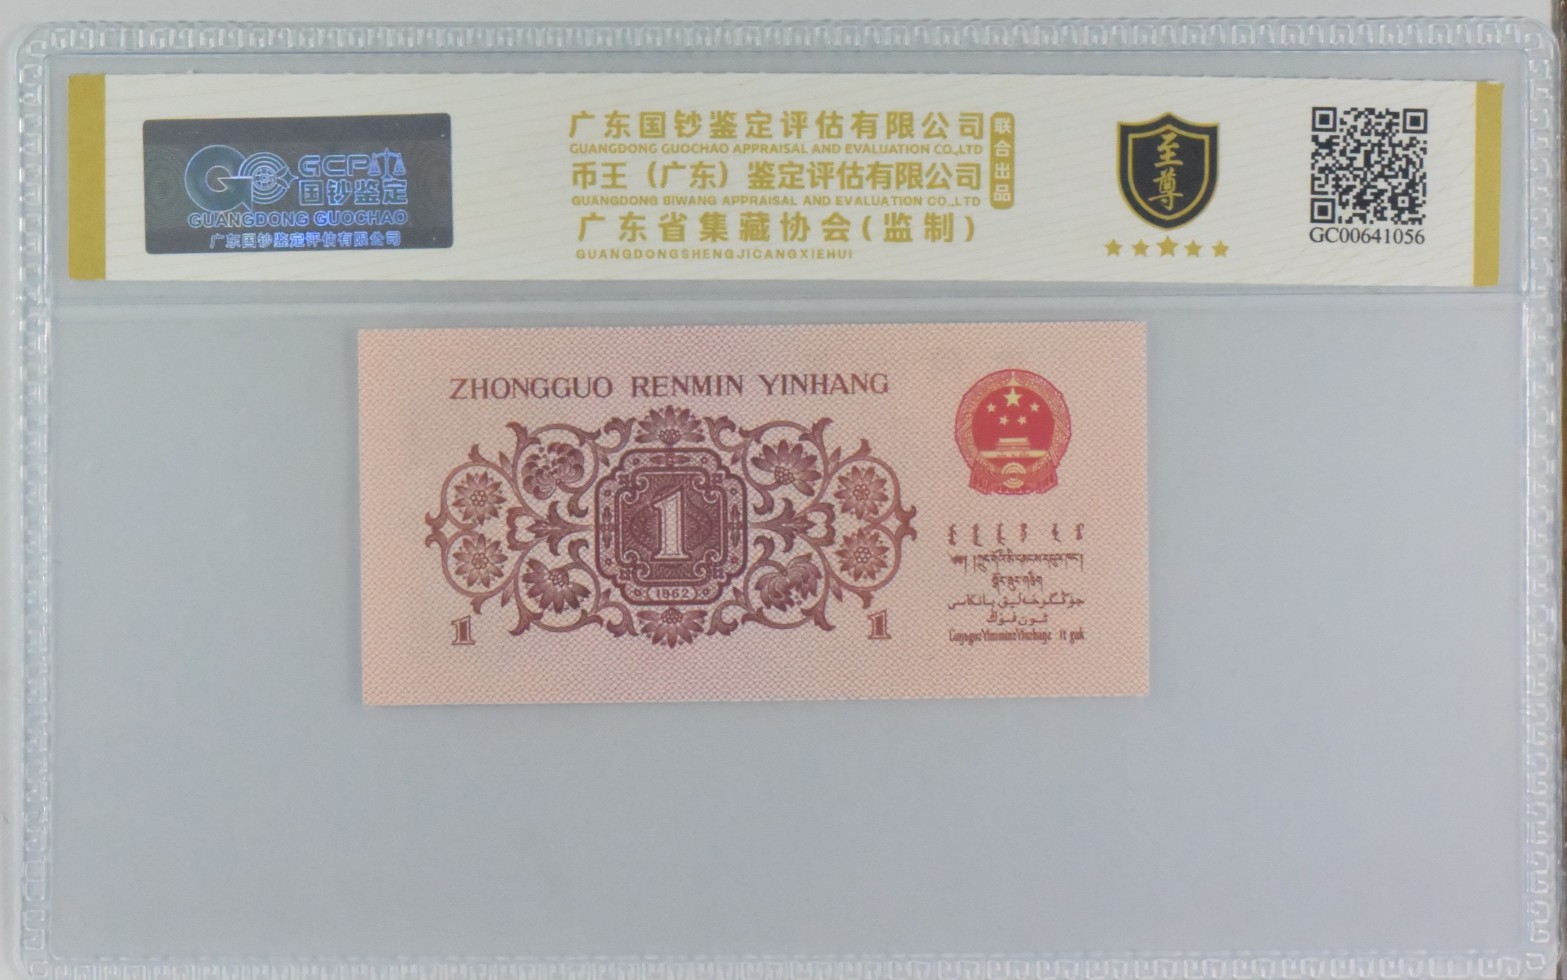 GCP
国钞鉴定
GUANGDONG GUOCHAO
广东国钞鉴定评估有限公司
广东国钞鉴定评估有限公司
GUANGDONG GUOCHAO APPRAISAL AND EVALUATION CO.,LTD
币王（广东）鉴定评估有限公司
GUANGDONG BIWANG APPRAISAL AND EVALUATION CO.,LTD
广东省集藏协会(监制)
GUANGDONGSHENGJICANGXIEHUI
联合出品
至尊
GC00641056
ZHONGGUO RENMIN YINHANG
1
(1962)
1
1
جۇڭگو خەلق بانكاسى